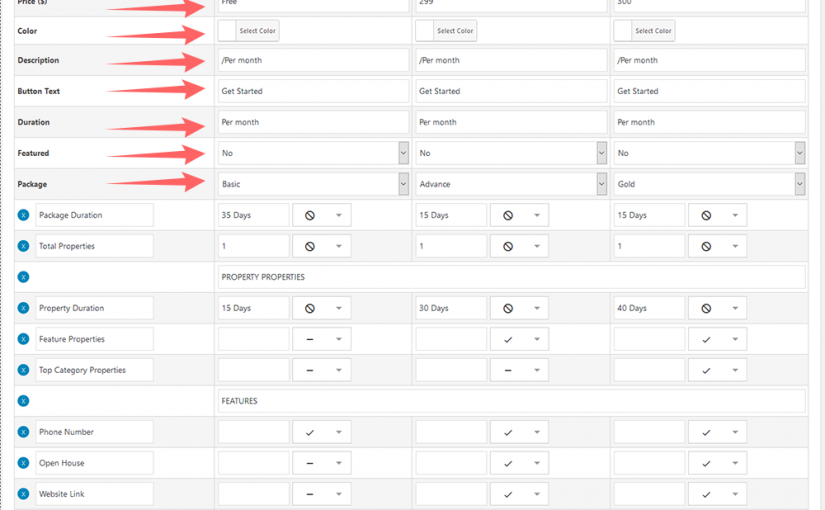 Price ($) Free 299 300
Color Select Color Select Color Select Color
Description /Per month /Per month /Per month
Button Text Get Started Get Started Get Started
Duration Per month Per month Per month
Featured No No No
Package Basic Advance Gold
x Package Duration 35 Days 15 Days 15 Days
x Total Properties 1 1 1
x PROPERTY PROPERTIES
x Property Duration 15 Days 30 Days 40 Days
x Feature Properties
x Top Category Properties
x FEATURES
x Phone Number
x Open House
x Website Link